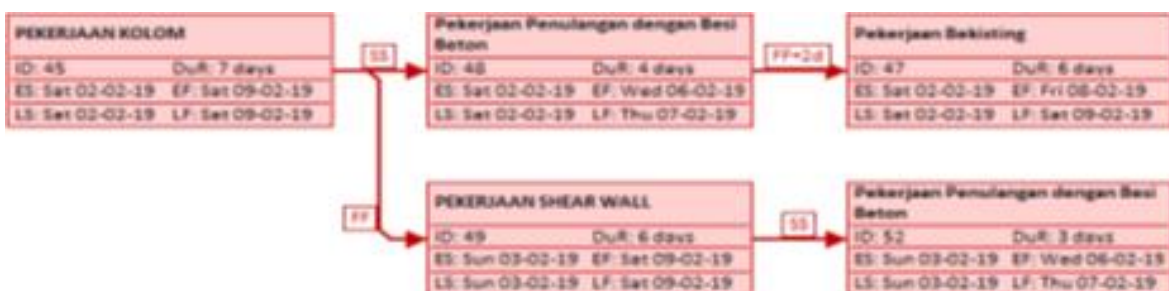 PEKERJAAN KOLOM
ID: 45 DuR: 7 days
ES: Sat 02-02-19 EF: Sat 09-02-19
LS: Sat 02-02-19 LF: Sat 09-02-19
SS
Pekerjaan Penulangan dengan Besi
Beton
ID: 48 DuR: 4 days
ES: Sat 02-02-19 EF: Wed 06-02-19
LS: Sat 02-02-19 LF: Thu 07-02-19
FF+2d
Pekerjaan Bekisting
ID: 47 DuR: 6 days
ES: Sat 02-02-19 EF: Fri 08-02-19
LS: Sat 02-02-19 LF: Sat 09-02-19
FF
PEKERJAAN SHEAR WALL
ID: 49 DuR: 6 days
ES: Sun 03-02-19 EF: Sat 09-02-19
LS: Sun 03-02-19 LF: Sat 09-02-19
SS
Pekerjaan Penulangan dengan Besi
Beton
ID: 52 DuR: 3 days
ES: Sun 03-02-19 EF: Wed 06-02-19
LS: Sun 03-02-19 LF: Thu 07-02-19